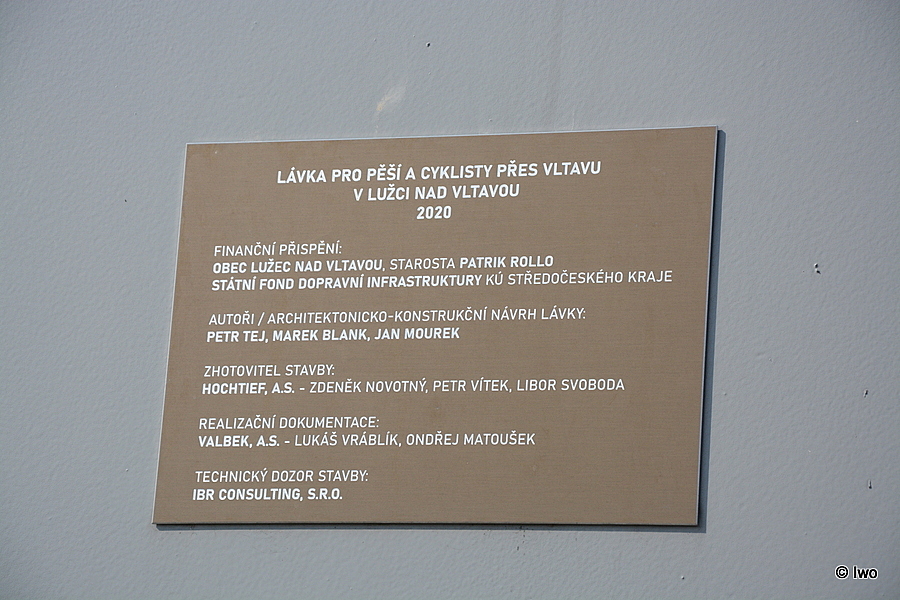 LÁVKA PRO PĚŠÍ A CYKLISTY PŘES VLTAVU
V LUŽCI NAD VLTAVOU
2020
FINANČNÍ PŘISPĚNÍ:
OBEC LUŽEC NAD VLTAVOU, STAROSTA PATRIK ROLLO
STÁTNÍ FOND DOPRAVNÍ INFRASTRUKTURY KÚ STŘEDOČESKÉHO KRAJE
AUTOŘI / ARCHITEKTONICKO-KONSTRUKČNÍ NÁVRH LÁVKY:
PETR TEJ, MAREK BLANK, JAN MOUREK
ZHOTOVITEL STAVBY:
HOCHTIEF, A.S. - ZDENĚK NOVOTNÝ, PETR VÍTEK, LIBOR SVOBODA
REALIZAČNÍ DOKUMENTACE:
VALBEK, A.S. - LUKÁŠ VRÁBLÍK, ONDŘEJ MATOUŠEK
TECHNICKÝ DOZOR STAVBY:
IBR CONSULTING, S.R.O.
© Iwo